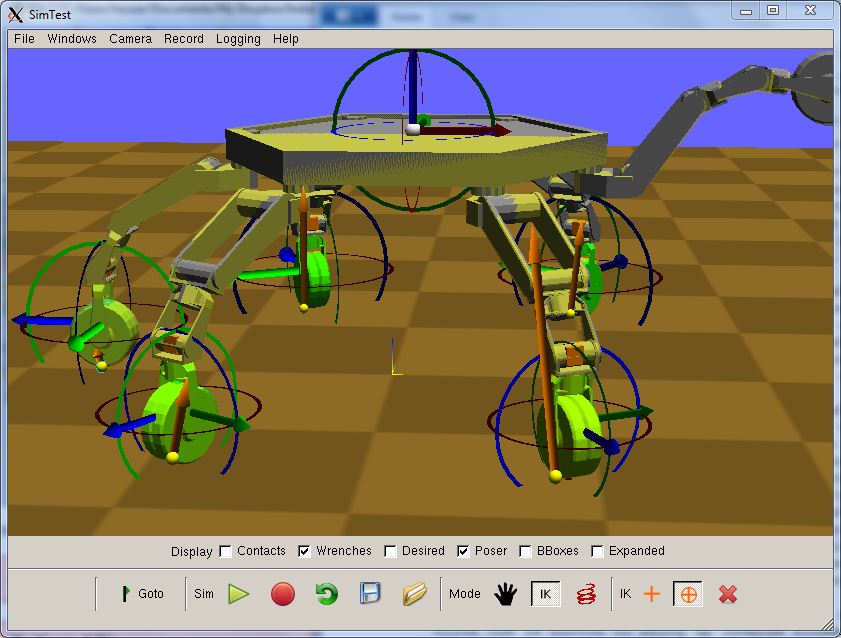 SimTest
File Windows Camera Record Logging Help
Display Contacts Wrenches Desired Poser BBoxes Expanded
Goto Sim Mode IK IK